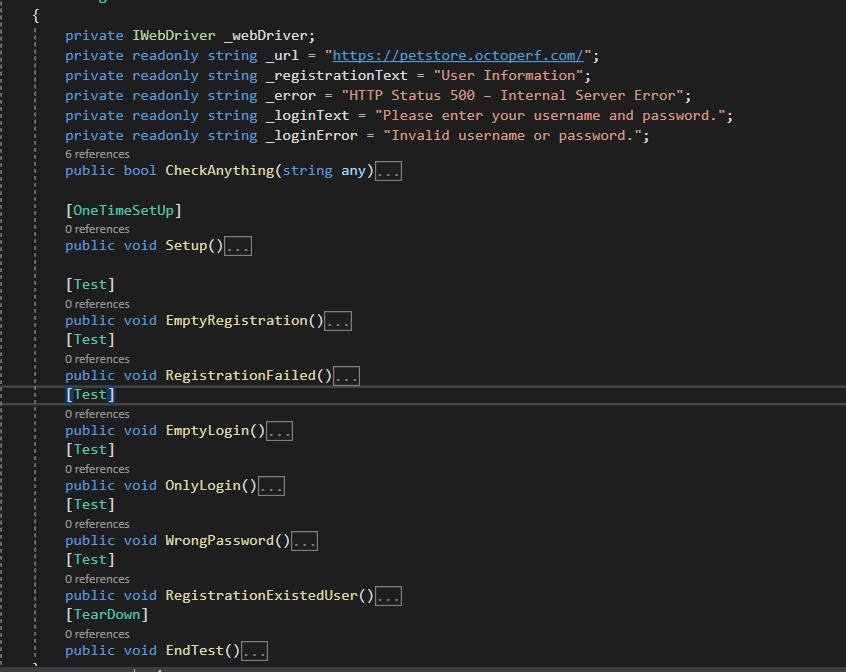 {
private IWebDriver _webDriver;
private readonly string _url = "https://petstore.octoperf.com/";
private readonly string _registrationText = "User Information";
private readonly string _error = "HTTP Status 500 – Internal Server Error";
private readonly string _loginText = "Please enter your username and password.";
private readonly string _loginError = "Invalid username or password.";
6 references
public bool CheckAnything(string any)...
[OneTimeSetUp]
0 references
public void Setup()...
[Test]
0 references
public void EmptyRegistration()...
[Test]
0 references
public void RegistrationFailed()...
[Test]
0 references
public void EmptyLogin()...
[Test]
0 references
public void OnlyLogin()...
[Test]
0 references
public void WrongPassword()...
[Test]
0 references
public void RegistrationExistedUser()...
[TearDown]
0 references
public void EndTest()...
}